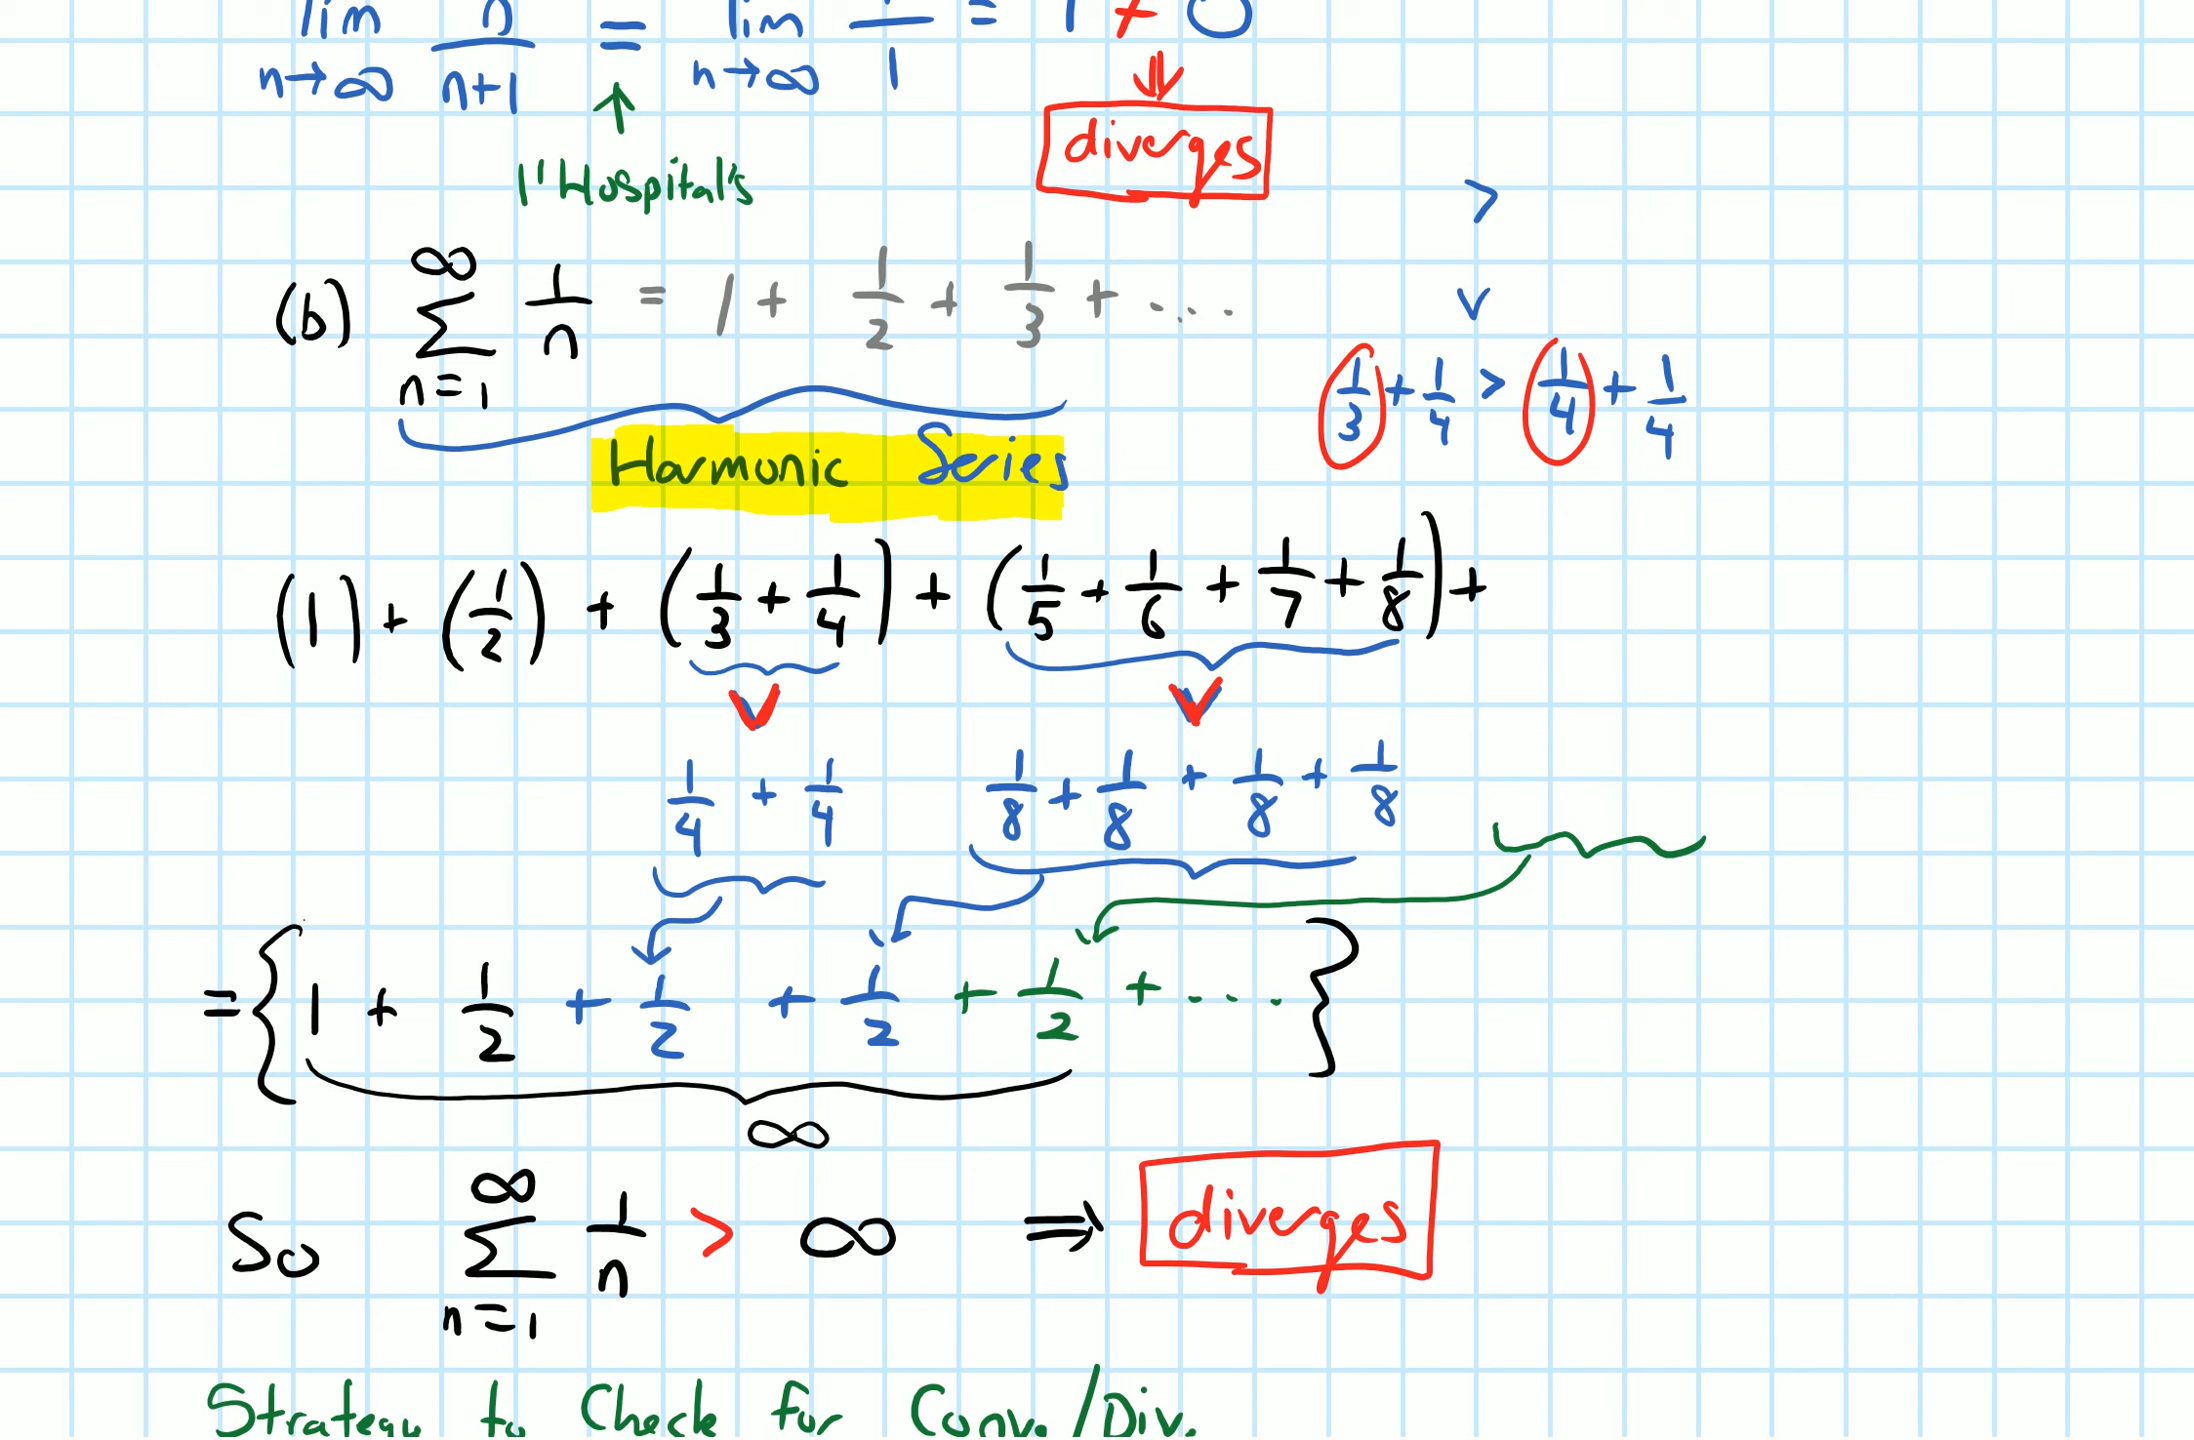 lim n→∞ n/(n+1) = lim n→∞ 1/1 = 1 ≠ 0
↑ ⇓
l'Hospital's diverges
>
(b) ∞ ∑ n=1 1/n = 1 + 1/2 + 1/3 + ....
v
1/3 + 1/4 > 1/4 + 1/4
Harmonic Series
(1) + (1/2) + (1/3 + 1/4) + (1/5 + 1/6 + 1/7 + 1/8) +
V V
1/4 + 1/4 1/8 + 1/8 + 1/8 + 1/8
= { 1 + 1/2 + 1/2 + 1/2 + 1/2 + .... }
∞
So ∞ ∑ n=1 1/n > ∞ ⇒ diverges
Strategy to Check for Conv./Div.